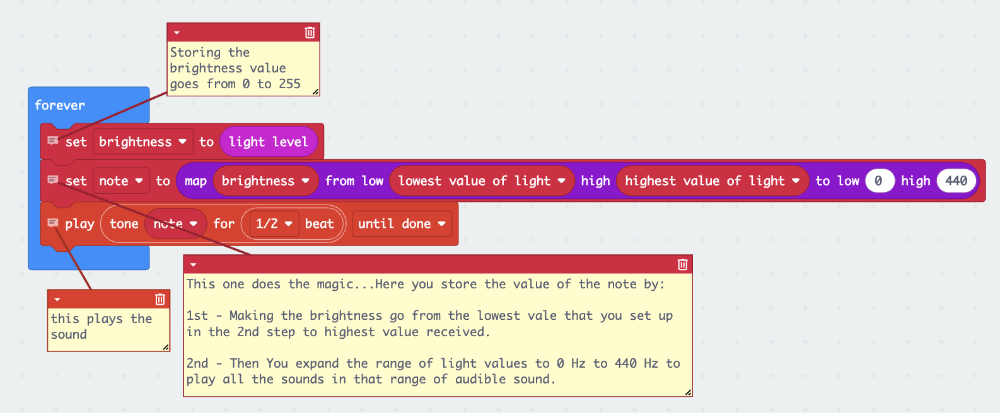 Storing the
brightness value
goes from 0 to 255
forever
set brightness to light level
set note to map brightness from low lowest value of light high highest value of light to low 0 high 440
play tone note for 1/2 beat until done
This one does the magic...Here you store the value of the note by:
1st - Making the brightness go from the lowest vale that you set up
in the 2nd step to highest value received.
2nd - Then You expand the range of light values to 0 Hz to 440 Hz to
play all the sounds in that range of audible sound.
this plays the
sound